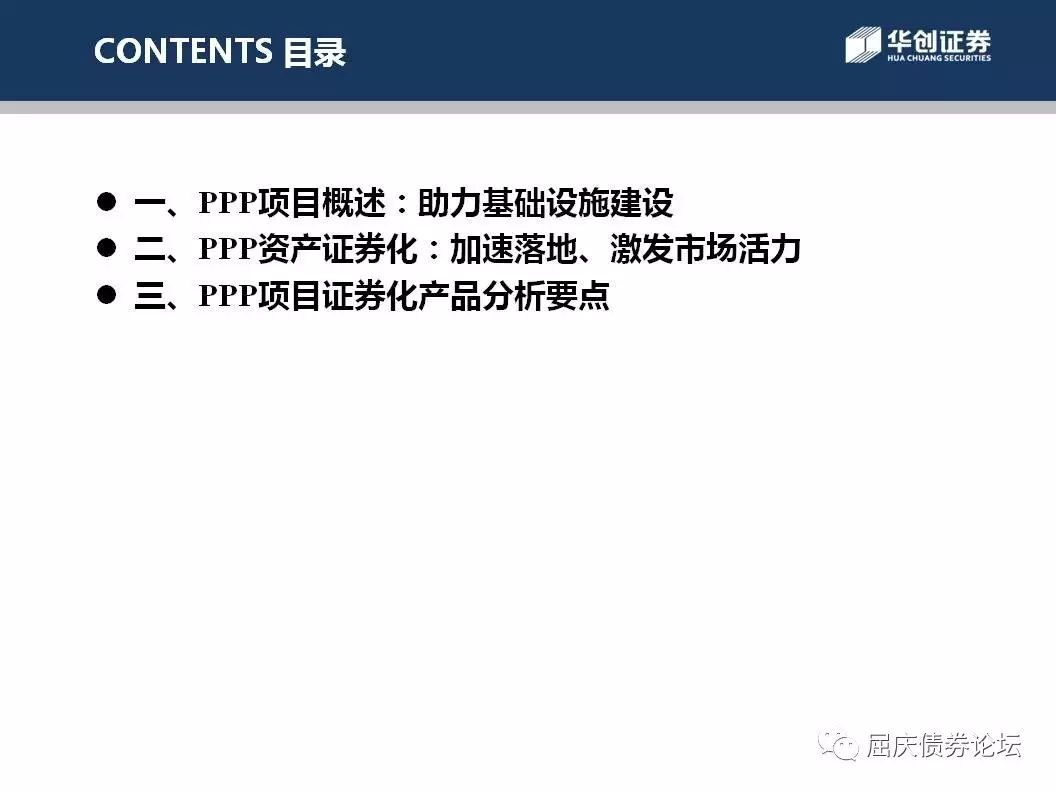 CONTENTS 目录
华创证券
HUA CHUANG SECURITIES
● 一、PPP项目概述：助力基础设施建设
● 二、PPP资产证券化：加速落地、激发市场活力
● 三、PPP项目证券化产品分析要点
屈庆债券论坛